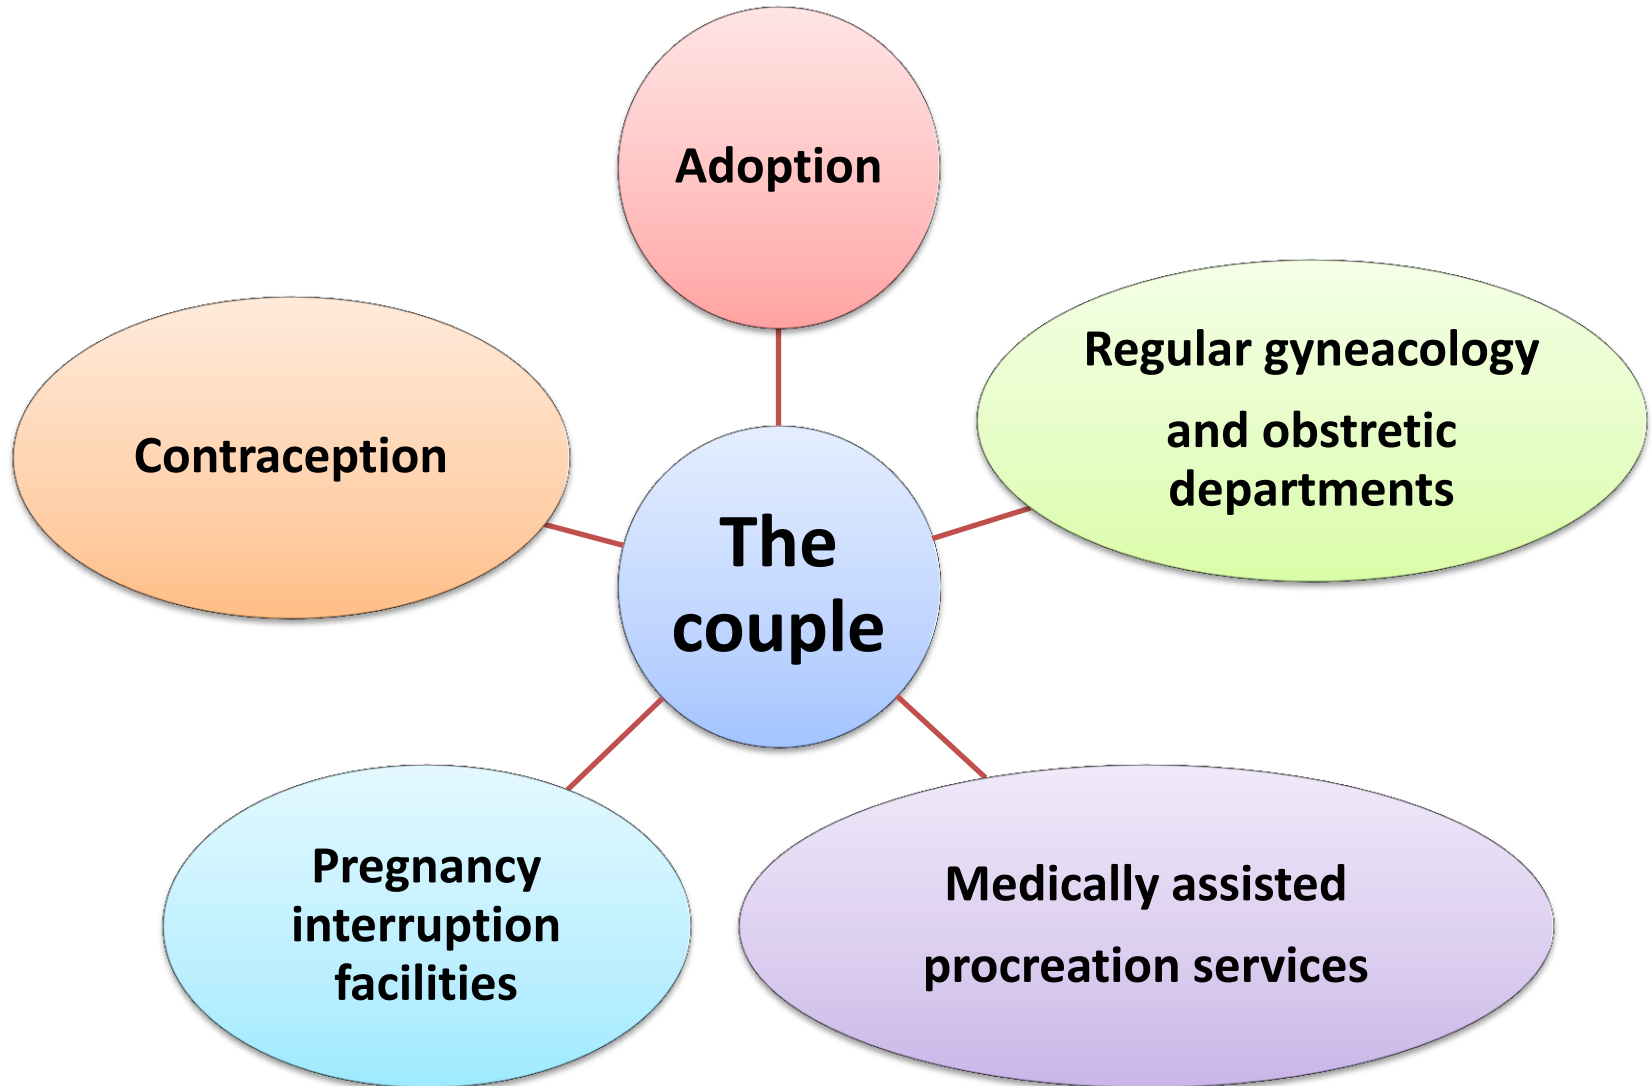 Adoption
Regular gyneacology
and obstretic
departments
Contraception
The
couple
Pregnancy
interruption
facilities
Medically assisted
procreation services